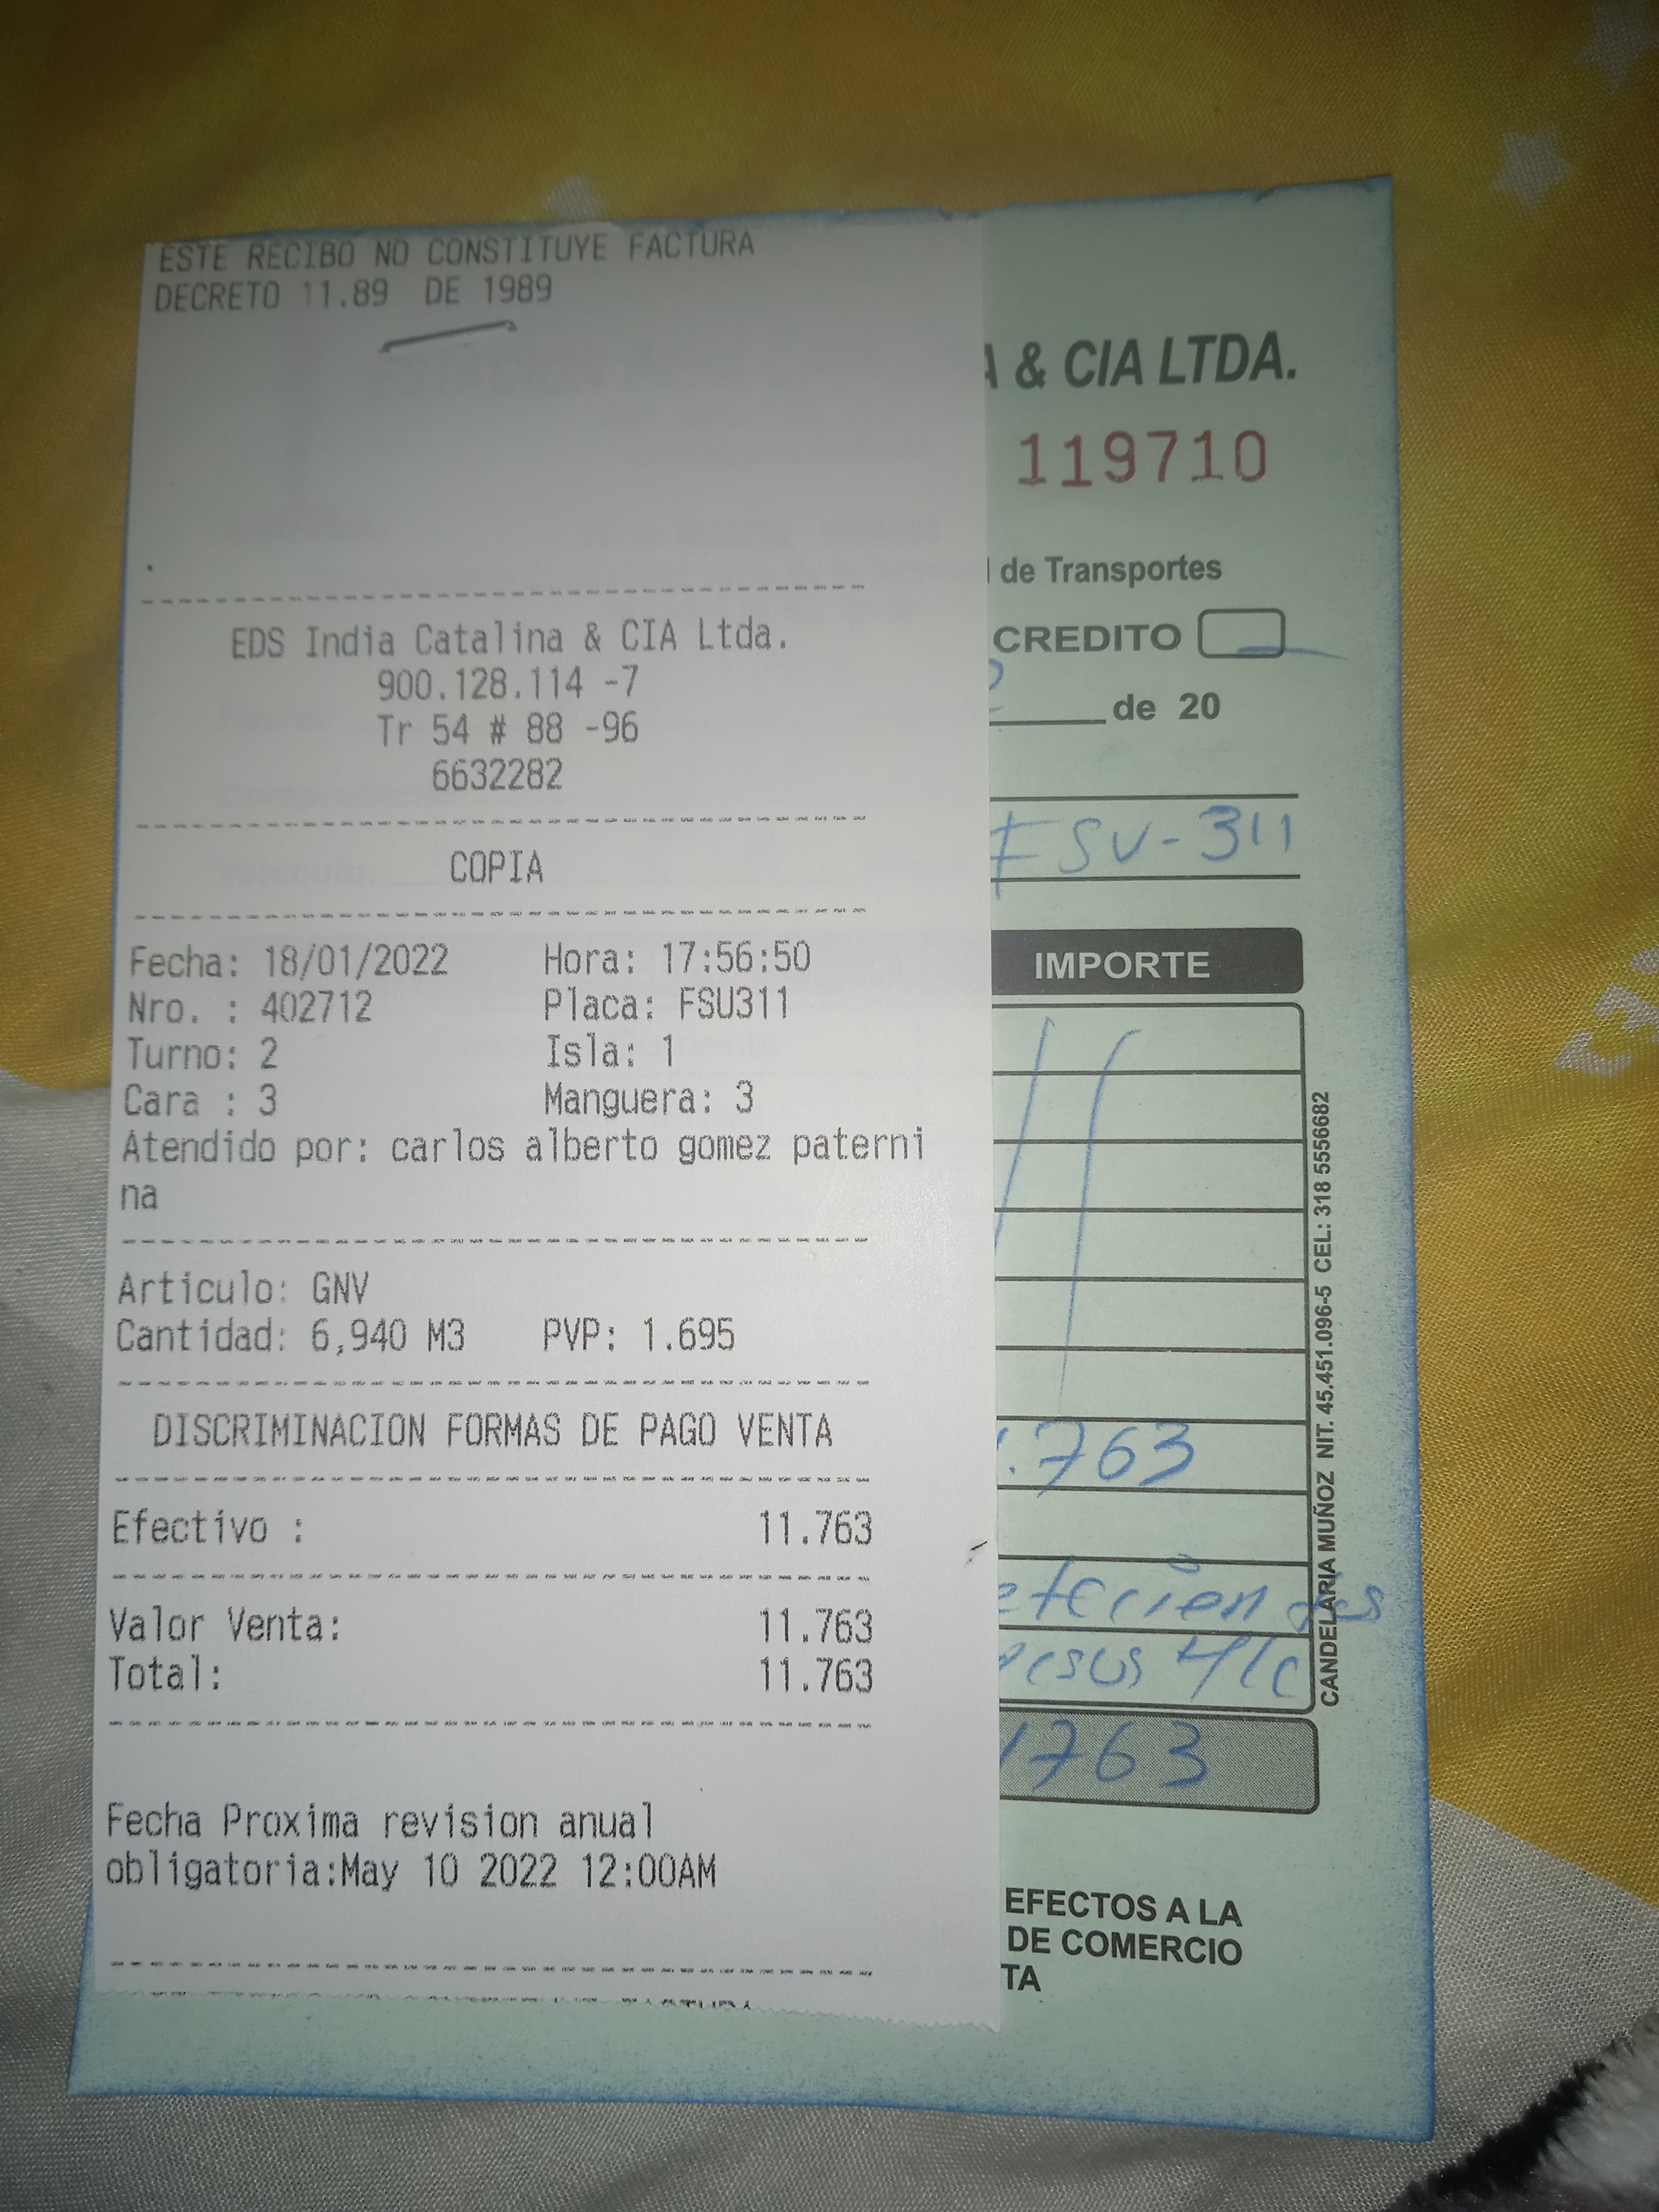 ESTE RECIBO NO CONSTITUYE FACTURA
DECRETO 11.89 DE 1989
EDS India Catalina & CIA Ltda.
900.128.114 -7
Tr 54 # 88 -96
6632282
COPIA
Fecha: 18/01/2022 Hora: 17:56:50
Nro. : 402712 Placa: FSU311
Turno: 2 Isla: 1
Cara : 3 Manguera: 3
Atendido por: carlos alberto gomez paterni
na
Articulo: GNV
Cantidad: 6,940 M3 PVP: 1.695
DISCRIMINACION FORMAS DE PAGO VENTA
Efectivo : 11.763
Valor Venta: 11.763
Total: 11.763
Fecha Proxima revision anual
obligatoria:May 10 2022 12:00AM
& CIA LTDA.
119710
de Transportes
CREDITO
de 20
FSV-311
IMPORTE
.763
1763
EFECTOS A LA
DE COMERCIO
TA
CANDELARIA MUÑOZ NIT. 45.451.096-5 CEL: 318 5556682